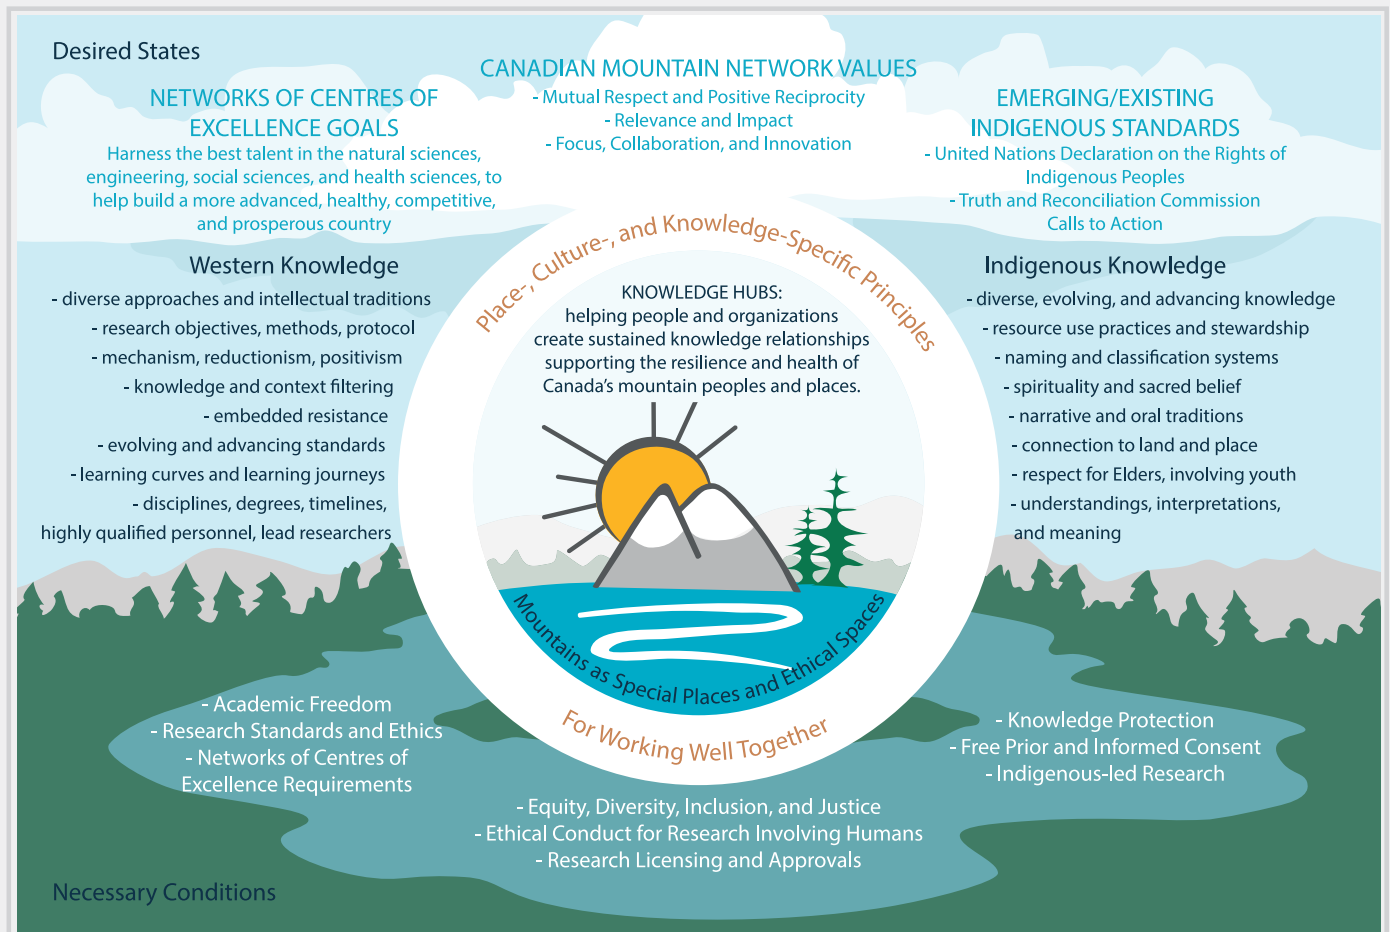 Desired States
NETWORKS OF CENTRES OF
EXCELLENCE GOALS
Harness the best talent in the natural sciences,
engineering, social sciences, and health sciences, to
help build a more advanced, healthy, competitive,
and prosperous country
CANADIAN MOUNTAIN NETWORK VALUES
- Mutual Respect and Positive Reciprocity
- Relevance and Impact
- Focus, Collaboration, and Innovation
EMERGING/EXISTING
INDIGENOUS STANDARDS
- United Nations Declaration on the Rights of
Indigenous Peoples
- Truth and Reconciliation Commission
Calls to Action
Western Knowledge
- diverse approaches and intellectual traditions
- research objectives, methods, protocol
- mechanism, reductionism, positivism
- knowledge and context filtering
- embedded resistance
- evolving and advancing standards
- learning curves and learning journeys
- disciplines, degrees, timelines,
highly qualified personnel, lead researchers
Place-, Culture-, and Knowledge-Specific Principles
KNOWLEDGE HUBS:
helping people and organizations
create sustained knowledge relationships
supporting the resilience and health of
Canada's mountain peoples and places.
Mountains as Special Places and Ethical Spaces
For Working Well Together
Indigenous Knowledge
- diverse, evolving, and advancing knowledge
- resource use practices and stewardship
- naming and classification systems
- spirituality and sacred belief
- narrative and oral traditions
- connection to land and place
- respect for Elders, involving youth
- understandings, interpretations,
and meaning
- Academic Freedom
- Research Standards and Ethics
- Networks of Centres of
Excellence Requirements
- Equity, Diversity, Inclusion, and Justice
- Ethical Conduct for Research Involving Humans
- Research Licensing and Approvals
- Knowledge Protection
- Free Prior and Informed Consent
- Indigenous-led Research
Necessary Conditions